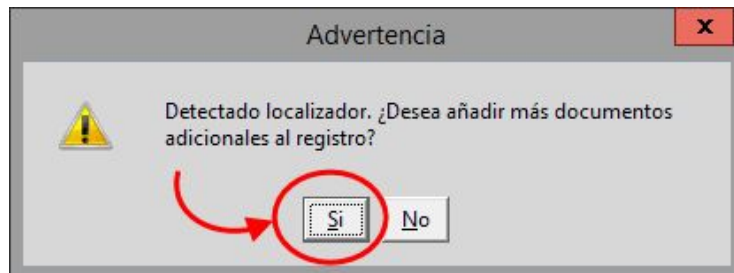 Advertencia
x
Detectado localizador. ¿Desea añadir más documentos
adicionales al registro?
Si No